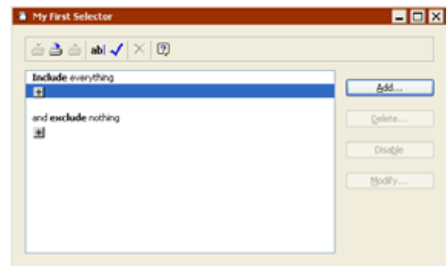 My First Selector
ab|
Include everything
Add...
and exclude nothing
Delete...
Disable
Modify...